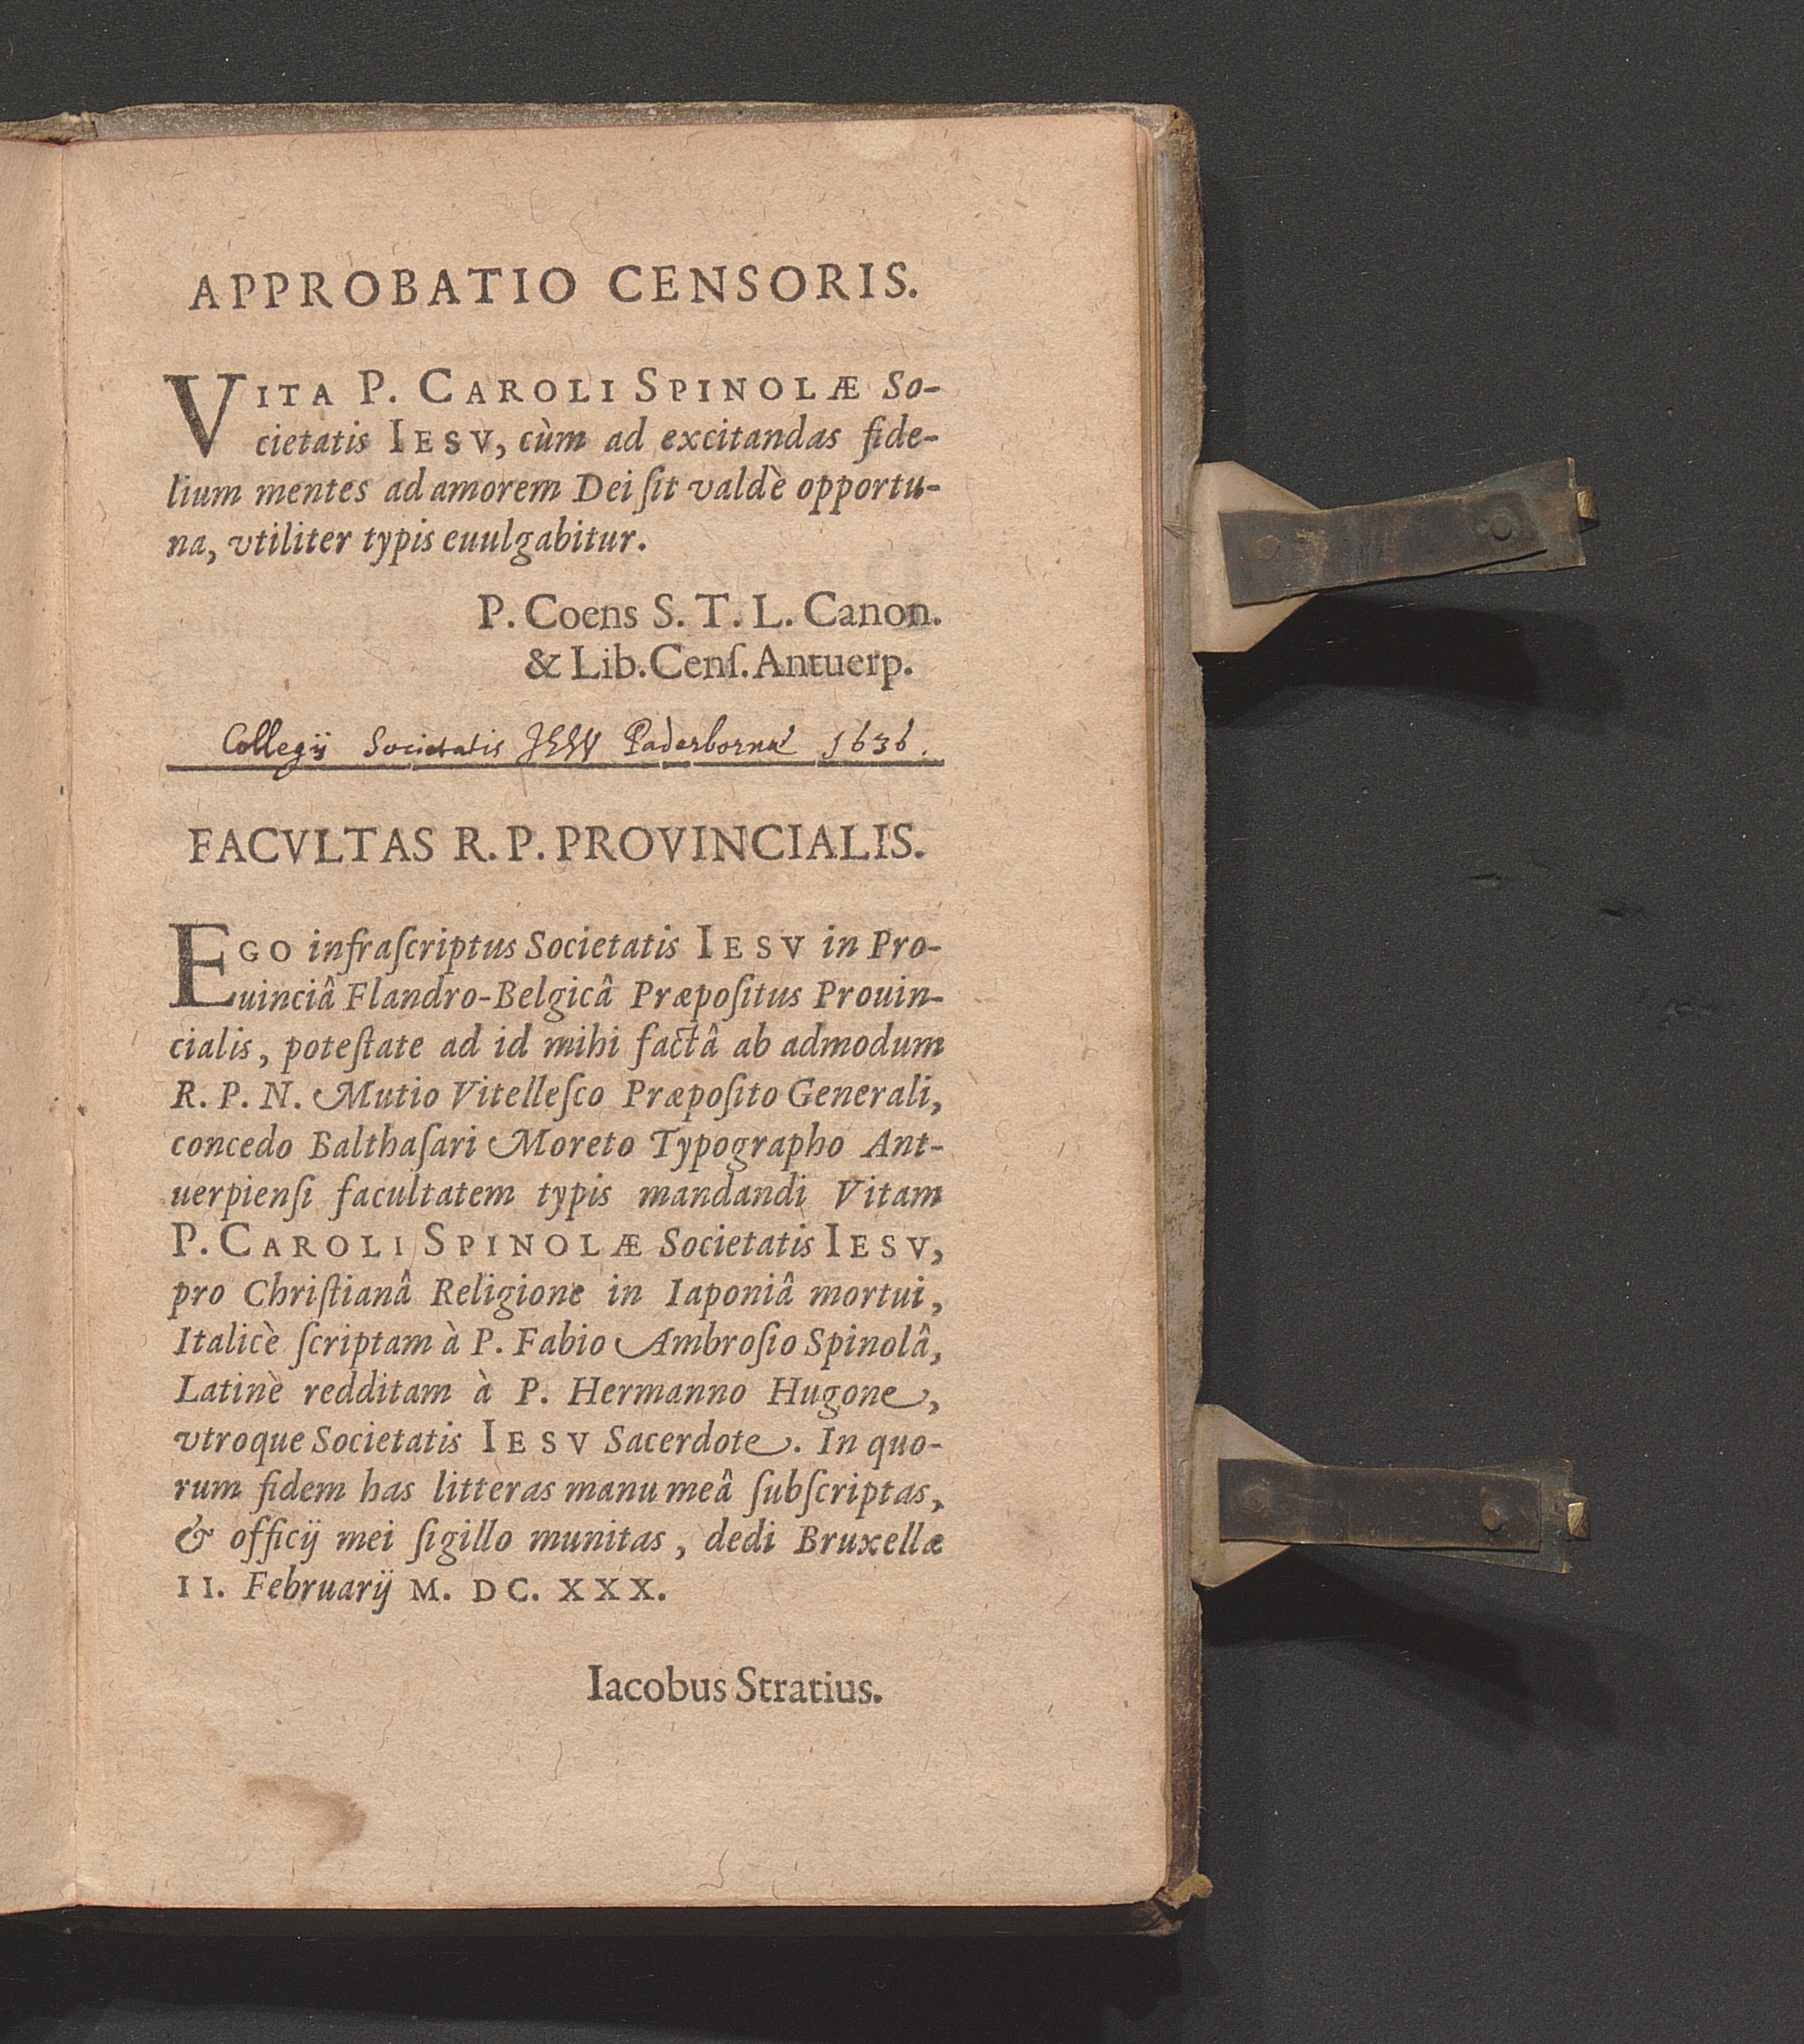 APPROBATIO CENSORIS.
VITA P. CAROLI SPINOLÆ So-
cietatis IESV, cùm ad excitandas fide-
lium mentes ad amorem Dei ſit valdè opportu-
na, vtiliter typis euulgabitur.
P. Coens S. T. L. Canon.
& Lib. Cenſ. Antuerp.
Collegij Societatis JESV Paderbornæ 1636.
FACVLTAS R. P. PROVINCIALIS.
EGO infraſcriptus Societatis IESV in Pro-
uinciâ Flandro-Belgicâ Præpoſitus Prouin-
cialis, poteſtate ad id mihi factâ ab admodum
R. P. N. Mutio Vitelleſco Præpoſito Generali,
concedo Balthaſari Moreto Typographo Ant-
uerpienſi facultatem typis mandandi Vitam
P. CAROLI SPINOLÆ Societatis IESV,
pro Chriſtianâ Religione in Iaponiâ mortui,
Italicè ſcriptam à P. Fabio Ambroſio Spinolâ,
Latinè redditam à P. Hermanno Hugone,
vtroque Societatis IESV Sacerdote. In quo-
rum fidem has litteras manu meâ ſubſcriptas,
& officij mei ſigillo munitas, dedi Bruxellæ
II. Februarij M. DC. XXX.
Iacobus Stratius.